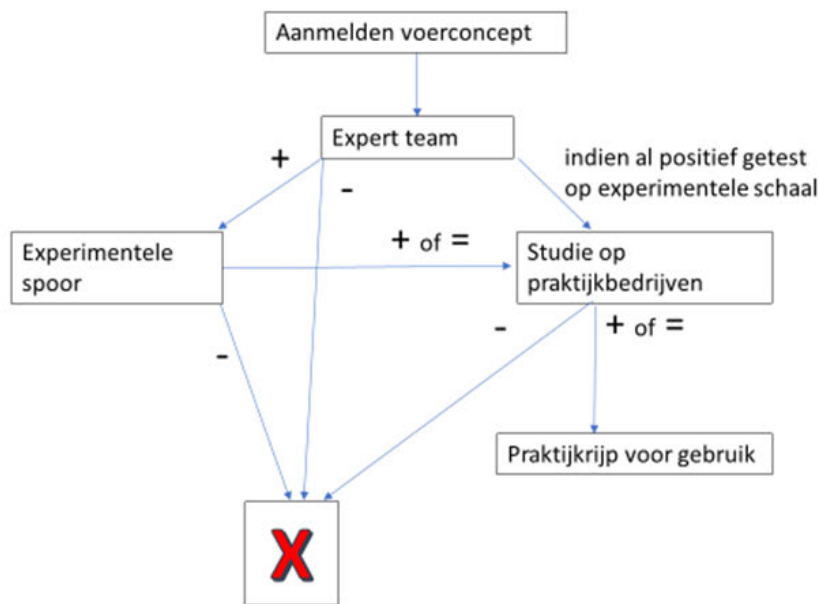 Aanmelden voerconcept
Expert team
+
-
indien al positief getest
op experimentele schaal
Experimentele
spoor
+ of =
Studie op
praktijkbedrijven
-
-
+ of =
Praktijkrijp voor gebruik
X